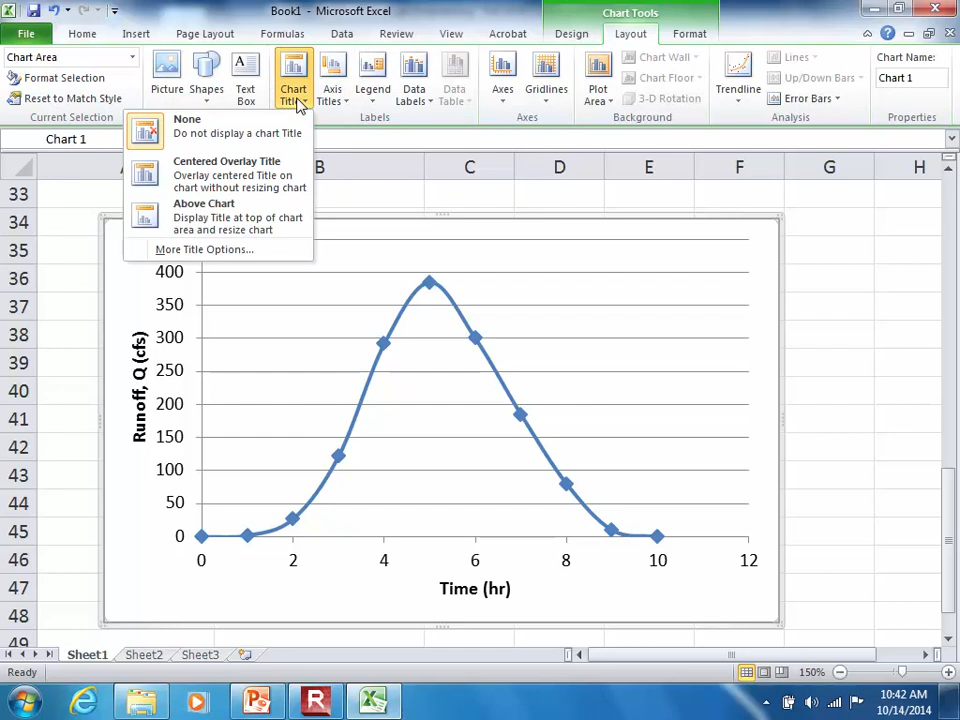 Book1 - Microsoft Excel
Chart Tools
File Home Insert Page Layout Formulas Data Review View Acrobat Design Layout Format
Chart Area
Format Selection
Reset to Match Style
Current Selection
Picture Shapes Text Box
Chart Title
Axis Titles
Legend
Data Labels
Data Table
Labels
Axes
Gridlines
Axes
Plot Area
Chart Wall
Chart Floor
3-D Rotation
Background
Trendline
Lines
Up/Down Bars
Error Bars
Analysis
Chart Name:
Chart 1
Properties
Chart 1
None
Do not display a chart Title
Centered Overlay Title
Overlay centered Title on
chart without resizing chart
Above Chart
Display Title at top of chart
area and resize chart
More Title Options...
B C D E F G H
33
34
35
36
37
38
39
40
41
42
43
44
45
46
47
48
49
400
350
300
250
200
150
100
50
0
Runoff, Q (cfs)
0 2 4 6 8 10 12
Time (hr)
Sheet1 Sheet2 Sheet3
Ready
150%
10:42 AM
10/14/2014